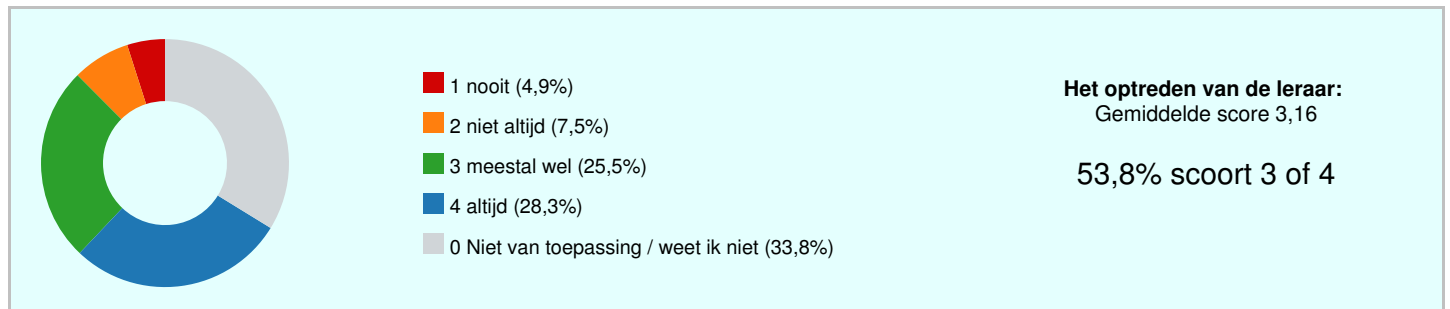 1 nooit (4,9%)
2 niet altijd (7,5%)
3 meestal wel (25,5%)
4 altijd (28,3%)
0 Niet van toepassing / weet ik niet (33,8%)
Het optreden van de leraar:
Gemiddelde score 3,16
53,8% scoort 3 of 4